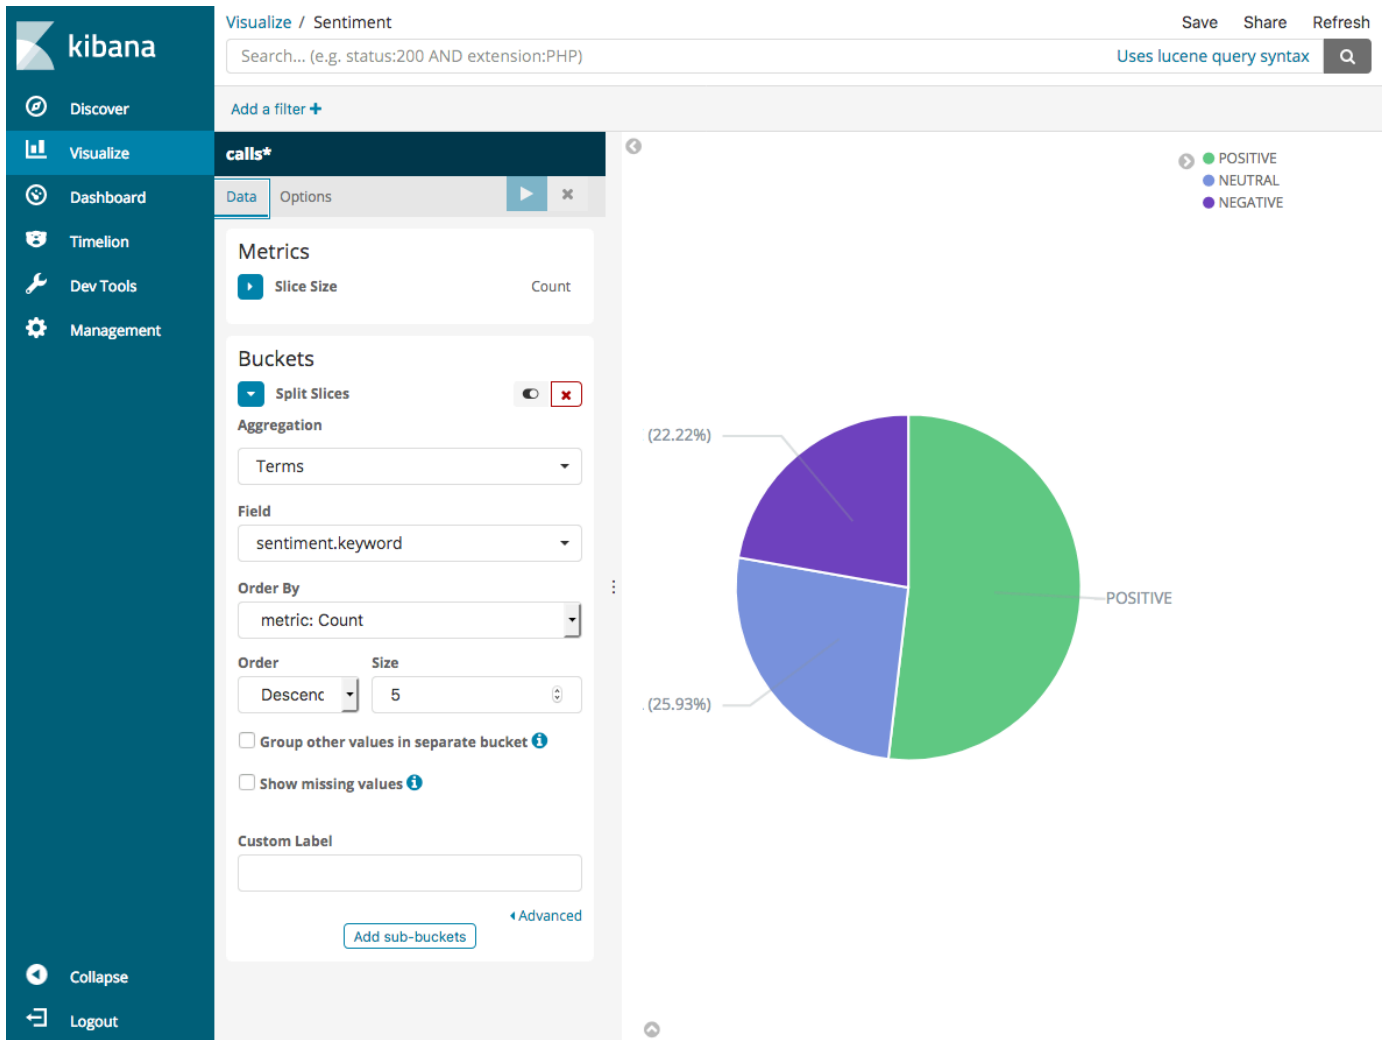 kibana
Discover
Visualize
Dashboard
Timelion
Dev Tools
Management
Collapse
Logout
Visualize / Sentiment
Save Share Refresh
Search... (e.g. status:200 AND extension:PHP)
Uses lucene query syntax
Add a filter +
calls*
Data Options
Metrics
Slice Size Count
Buckets
Split Slices
Aggregation
Terms
Field
sentiment.keyword
Order By
metric: Count
Order Size
Descenc 5
Group other values in separate bucket
Show missing values
Custom Label
Advanced
Add sub-buckets
POSITIVE
NEUTRAL
NEGATIVE
(22.22%)
POSITIVE
. (25.93%)